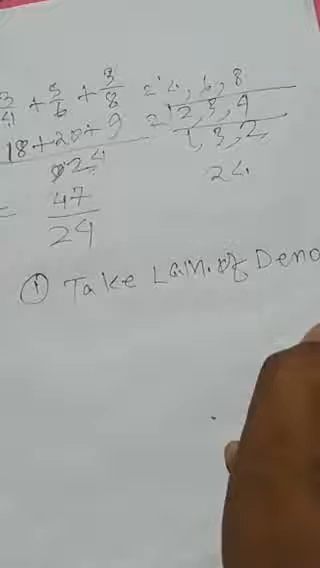 3/4 + 5/6 + 3/8
2 4, 6, 8
18+20+9 / 24
2 2, 3, 4
1, 3, 2
24
= 47/24
① Take L.C.M. of Deno